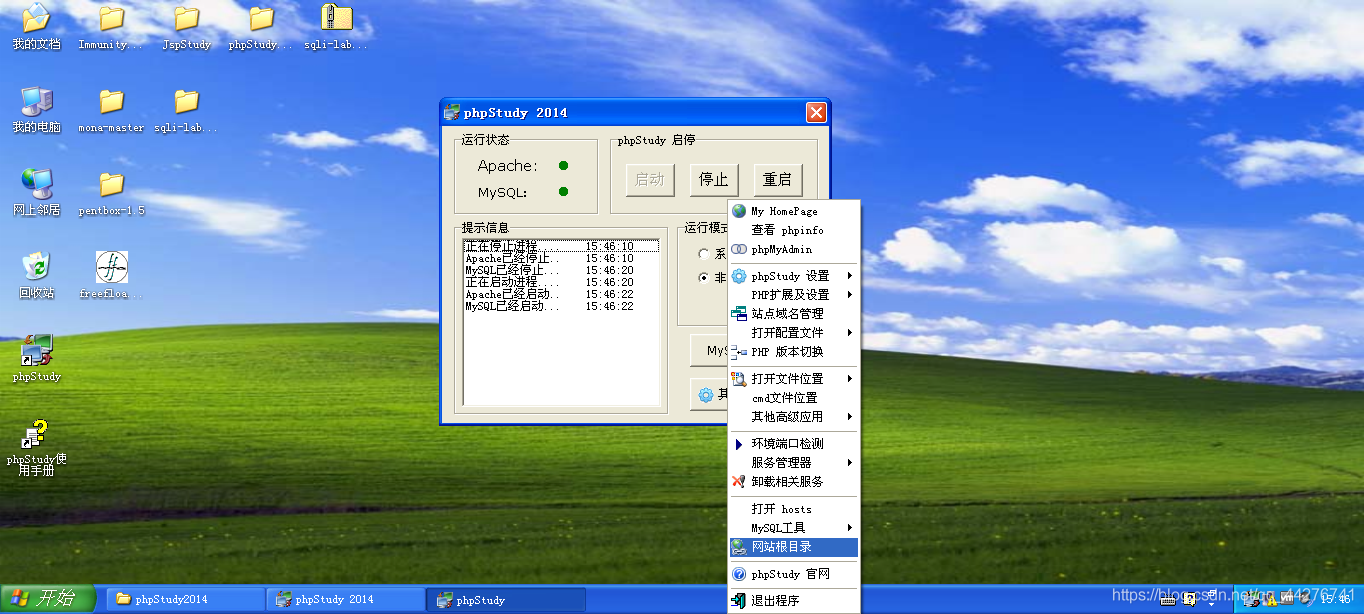 我的文档
Immunity...
JspStudy
phpStudy...
sqli-lab...
我的电脑
mona-master
sqli-lab...
网上邻居
pentbox-1.5
回收站
freefloa...
phpStudy
phpStudy使
用手册
phpStudy 2014
运行状态
Apache:
MySQL:
phpStudy 启停
启动
停止
重启
提示信息
正在停止进程... 15:46:10
Apache已经停止.. 15:46:10
MySQL已经停止... 15:46:20
正在启动进程... 15:46:20
Apache已经启动.. 15:46:22
MySQL已经启动... 15:46:22
运行模式
系
非
MyS
其
My HomePage
查看 phpinfo
phpMyAdmin
phpStudy 设置
PHP扩展及设置
站点域名管理
打开配置文件
PHP 版本切换
打开文件位置
cmd文件位置
其他高级应用
环境端口检测
服务管理器
卸载相关服务
打开 hosts
MySQL工具
网站根目录
phpStudy 官网
退出程序
开始
phpStudy2014
phpStudy 2014
phpStudy
15:46
https://blog.csdn.net/qq_44276741